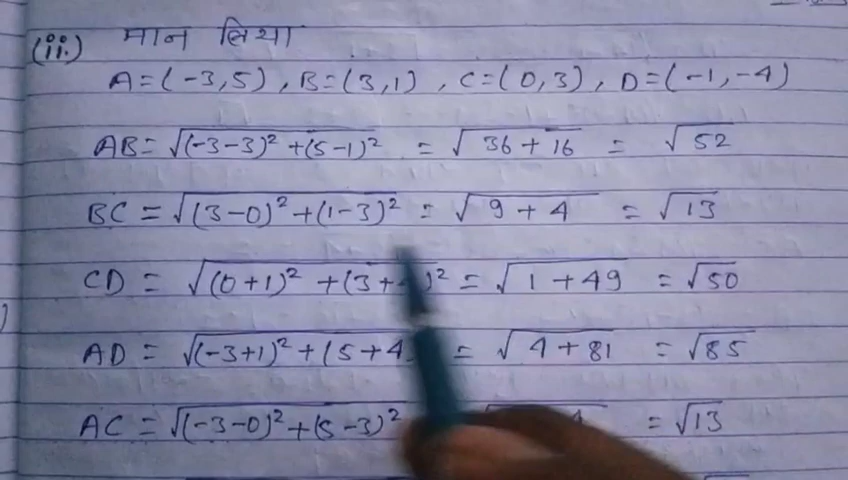 (ii.) मान लिया
A=(-3,5), B=(3,1), C=(0,3), D=(-1,-4)
AB=√(-3-3)²+(5-1)² = √36+16 = √52
BC=√(3-0)²+(1-3)² = √9+4 = √13
CD = √(0+1)²+(3+ )² = √1+49 = √50
AD = √(-3+1)²+(5+4 = √4+81 = √85
AC=√(-3-0)²+(5-3)² = √13